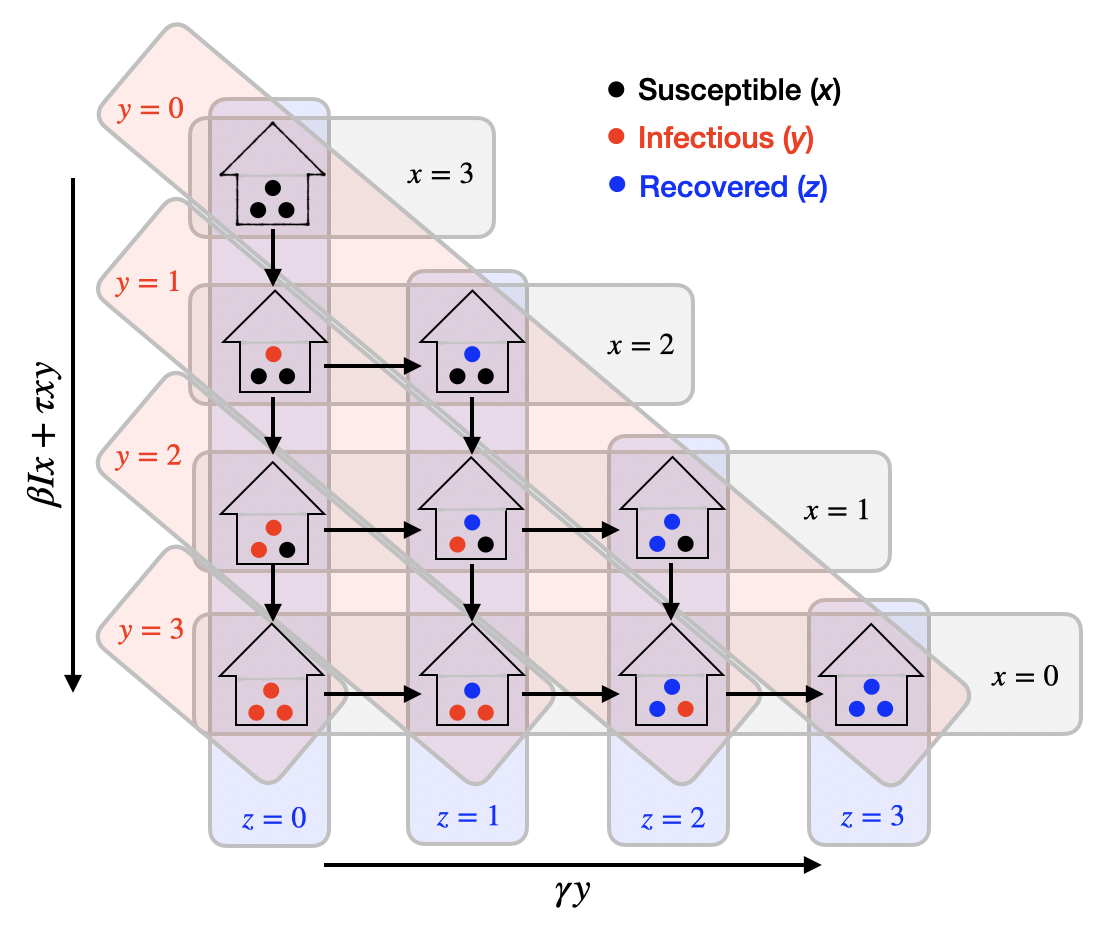 y = 0
Susceptible (x)
Infectious (y)
Recovered (z)
x = 3
y = 1
x = 2
βIx + τxy
y = 2
x = 1
y = 3
x = 0
z = 0
z = 1
z = 2
z = 3
γy